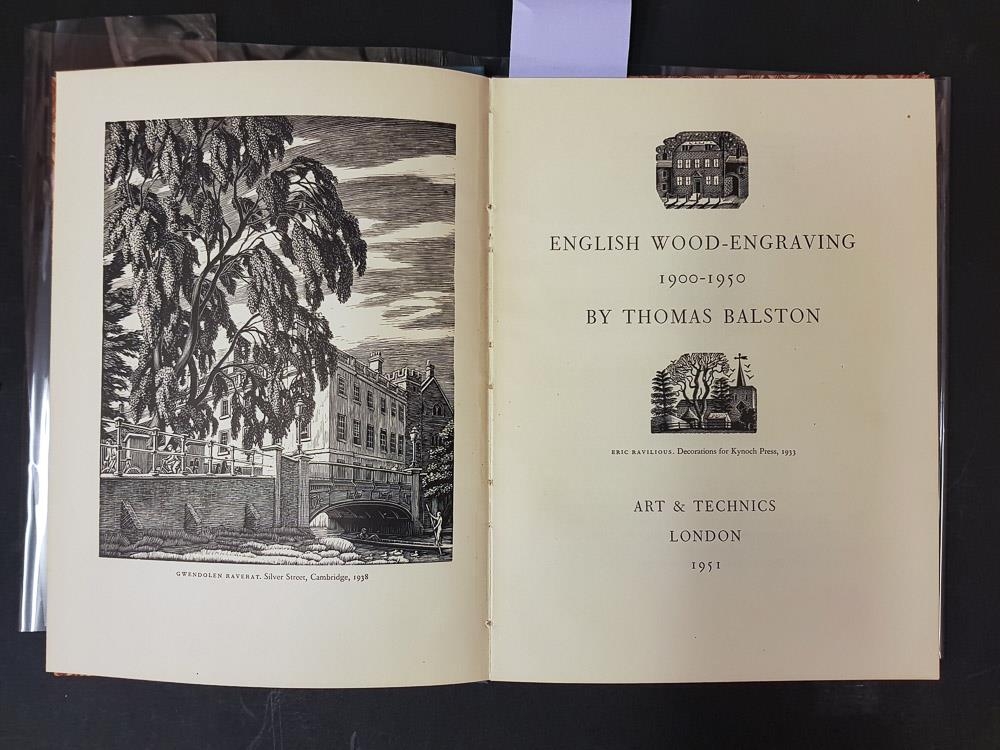 GWENDOLEN RAVERAT. Silver Street, Cambridge, 1938
ENGLISH WOOD-ENGRAVING
1900-1950
BY THOMAS BALSTON
ERIC RAVILIOUS. Decorations for Kynoch Press, 1933
ART & TECHNICS
LONDON
1951